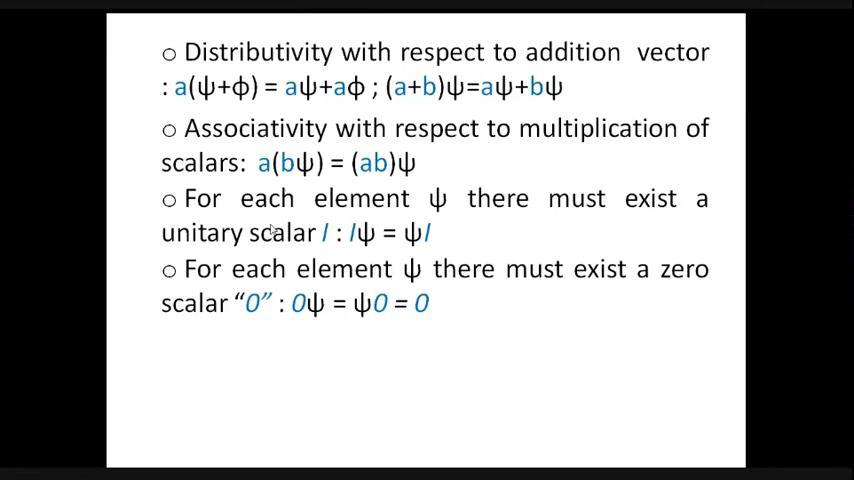 ○ Distributivity with respect to addition vector
: a(ψ+ϕ) = aψ+aϕ ; (a+b)ψ=aψ+bψ
○ Associativity with respect to multiplication of
scalars: a(bψ) = (ab)ψ
○ For each element ψ there must exist a
unitary scalar I : Iψ = ψI
○ For each element ψ there must exist a zero
scalar “0” : 0ψ = ψ0 = 0